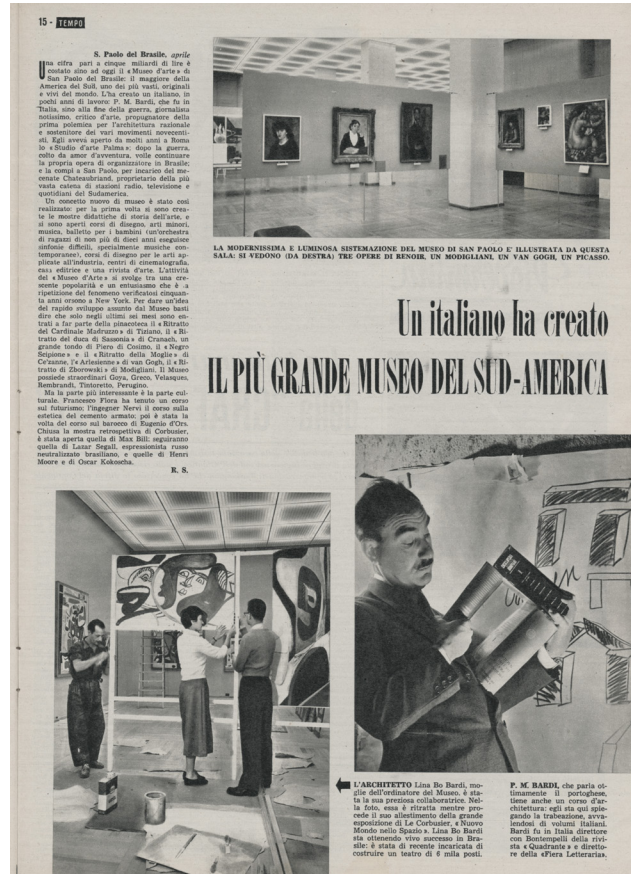 15 - TEMPO
S. Paolo del Brasile, aprile
Una cifra pari a cinque miliardi di lire è
costato sino ad oggi il « Museo d'arte » di
San Paolo del Brasile: il maggiore della
America del Sud, uno dei più vasti, originali
e vivi del mondo. L'ha creato un italiano, in
pochi anni di lavoro: P. M. Bardi, che fu in
Italia, sino alla fine della guerra, giornalista
notissimo, critico d'arte, propugnatore della
prima polemica per l'architettura razionale
e sostenitore dei vari movimenti novecenti-
sti. Egli aveva aperto da molti anni a Roma
lo « Studio d'arte Palma »; dopo la guerra,
colto da amor d'avventura, volle continuare
la propria opera di organizzatore in Brasile;
e la compì a San Paolo, per incarico del me-
cenate Chateaubriand, proprietario della più
vasta catena di stazioni radio, televisione e
quotidiani del Sudamerica.
Un concetto nuovo di museo è stato così
realizzato: per la prima volta si sono crea-
te le mostre didattiche di storia dell'arte, e
si sono aperti corsi di disegno, arti minori,
musica, balletto per i bambini (un'orchestra
di ragazzi di non più di dieci anni eseguisce
sinfonie difficili, specialmente musiche con-
temporanee), corsi di disegno per le arti ap-
plicate all'industria, centri di cinematografia,
casa editrice e una rivista d'arte. L'attività
del « Museo d'Arte » si svolge tra una cre-
scente popolarità e un entusiasmo che è la
ripetizione del fenomeno verificatosi cinquan-
ta anni orsono a New York. Per dare un'idea
del rapido sviluppo assunto dal Museo basti
dire che solo negli ultimi sei mesi sono en-
trati a far parte della pinacoteca il « Ritratto
del Cardinale Madruzzo » di Tiziano, il « Ri-
tratto del duca di Sassonia » di Cranach, un
grande tondo di Piero di Cosimo, il « Negro
Scipione » e il « Ritratto della Moglie » di
Cézanne, l'« Arlesienne » di van Gogh, il « Ri-
tratto di Zborowski » di Modigliani. Il Museo
possiede straordinari Goya, Greco, Velasquez,
Rembrandt, Tintoretto, Perugino.
Ma la parte più interessante è la parte cul-
turale. Francesco Flora ha tenuto un corso
sul futurismo; l'ingegner Nervi il corso sulla
estetica del cemento armato; poi è stata la
volta del corso sul barocco di Eugenio d'Ors.
Chiusa la mostra retrospettiva di Corbusier,
è stata aperta quella di Max Bill; seguiranno
quella di Lazar Segall, espressionista russo
neutralizzato brasiliano, e quelle di Henri
Moore e di Oscar Kokoscha.
R. S.
LA MODERNISSIMA E LUMINOSA SISTEMAZIONE DEL MUSEO DI SAN PAOLO E' ILLUSTRATA DA QUESTA
SALA: SI VEDONO (DA DESTRA) TRE OPERE DI RENOIR, UN MODIGLIANI, UN VAN GOGH, UN PICASSO.
Un italiano ha creato
IL PIÙ GRANDE MUSEO DEL SUD-AMERICA
L'ARCHITETTO Lina Bo Bardi, mo-
glie dell'ordinatore del Museo, è sta-
ta la sua preziosa collaboratrice. Nel-
la foto, essa è ritratta mentre pro-
cede il suo allestimento della grande
esposizione di Le Corbusier, « Nuovo
Mondo nello Spazio ». Lina Bo Bardi
sta ottenendo vivo successo in Bra-
sile: è stata di recente incaricata di
costruire un teatro di 6 mila posti.
P. M. BARDI, che parla ot-
timamente il portoghese,
tiene anche un corso d'ar-
chitettura: egli sta qui spie-
gando la trabeazione, avva-
lendosi di volumi italiani.
Bardi fu in Italia direttore
con Bontempelli della rivi-
sta « Quadrante » e diretto-
re della «Fiera Letteraria».